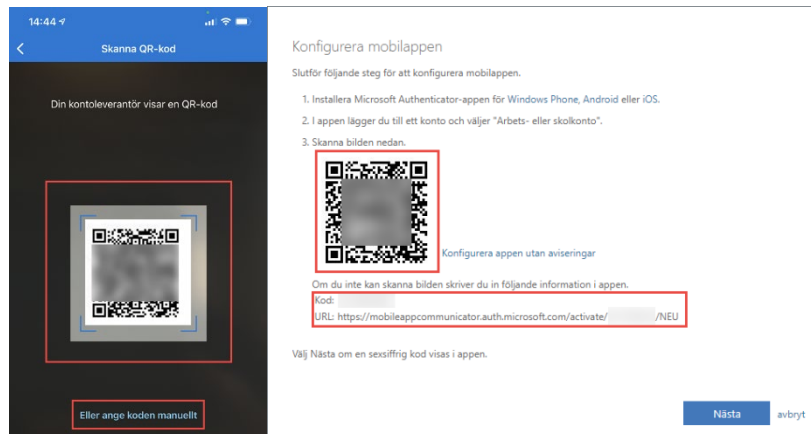 14:44
Skanna QR-kod
Din kontoleverantör visar en QR-kod
Eller ange koden manuellt
Konfigurera mobilappen
Slutför följande steg för att konfigurera mobilappen.
1. Installera Microsoft Authenticator-appen för Windows Phone, Android eller iOS.
2. I appen lägger du till ett konto och väljer "Arbets- eller skolkonto".
3. Skanna bilden nedan.
Konfigurera appen utan aviseringar
Om du inte kan skanna bilden skriver du in följande information i appen.
Kod:
URL: https://mobileappcommunicator.auth.microsoft.com/activate/ /NEU
Välj Nästa om en sexsiffrig kod visas i appen.
Nästa avbryt